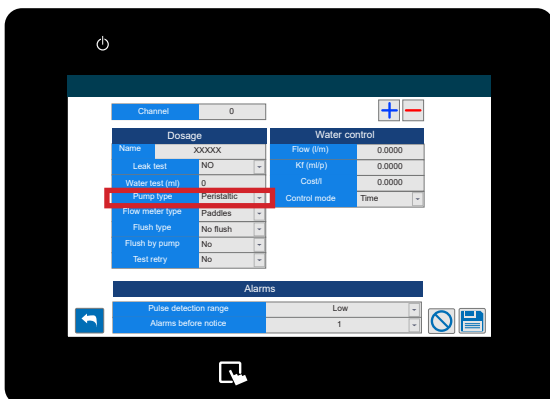 Channel 0
Dosage
Name XXXXX
Leak test NO
Water test (ml) 0
Pump type Peristaltic
Flow meter type Paddles
Flush type No flush
Flush by pump No
Test retry No
Water control
Flow (l/m) 0.0000
Kf (ml/p) 0.0000
Cost/l 0.0000
Control mode Time
Alarms
Pulse detection range Low
Alarms before notice 1